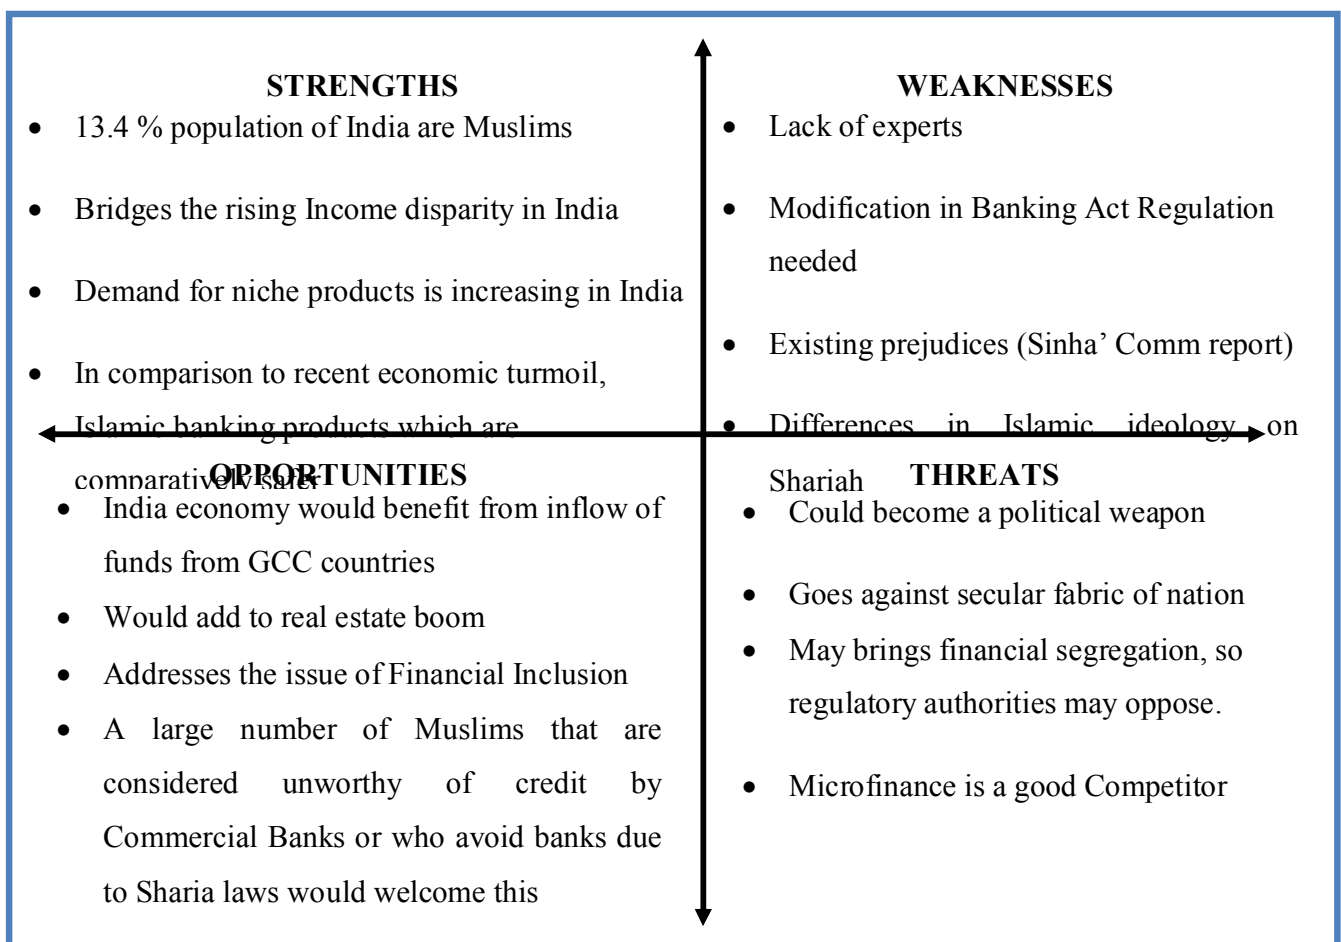 STRENGTHS
• 13.4 % population of India are Muslims
• Bridges the rising Income disparity in India
• Demand for niche products is increasing in India
• In comparison to recent economic turmoil,
Islamic banking products which are
comparatively safer
WEAKNESSES
• Lack of experts
• Modification in Banking Act Regulation
needed
• Existing prejudices (Sinha’ Comm report)
• Differences in Islamic ideology on
Shariah
OPPORTUNITIES
• India economy would benefit from inflow of
funds from GCC countries
• Would add to real estate boom
• Addresses the issue of Financial Inclusion
• A large number of Muslims that are
considered unworthy of credit by
Commercial Banks or who avoid banks due
to Sharia laws would welcome this
THREATS
• Could become a political weapon
• Goes against secular fabric of nation
• May brings financial segregation, so
regulatory authorities may oppose.
• Microfinance is a good Competitor